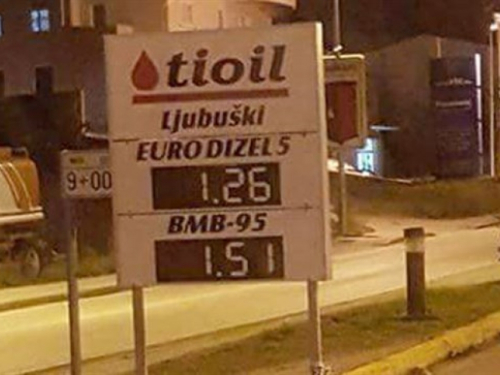 tioil
Ljubuški
EURO DIZEL 5
1.26
BMB-95
1.51
9+00